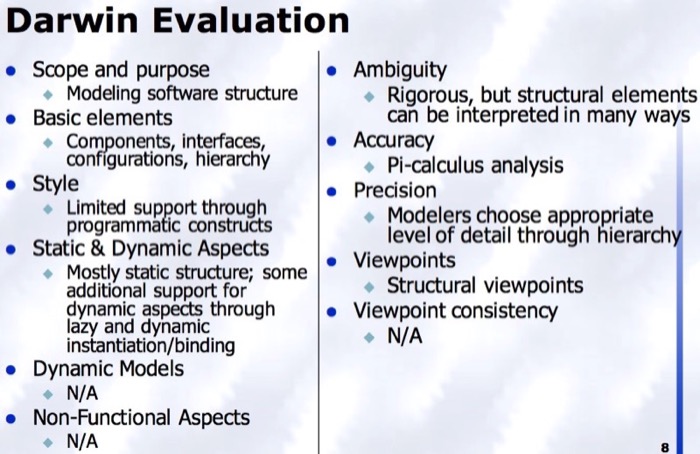 Darwin Evaluation
Scope and purpose
Modeling software structure
Basic elements
Components, interfaces,
configurations, hierarchy
Style
Limited support through
programmatic constructs
Static & Dynamic Aspects
Mostly static structure; some
additional support for
dynamic aspects through
lazy and dynamic
instantiation/binding
Dynamic Models
N/A
Non-Functional Aspects
N/A
Ambiguity
Rigorous, but structural elements
can be interpreted in many ways
Accuracy
Pi-calculus analysis
Precision
Modelers choose appropriate
level of detail through hierarchy
Viewpoints
Structural viewpoints
Viewpoint consistency
N/A
8